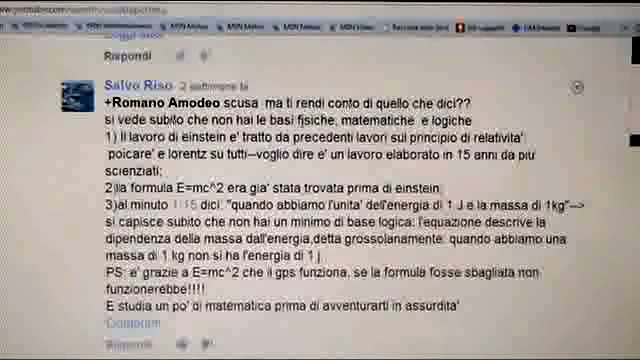 Rispondi
Salvo Riso 2 settimane fa
+Romano Amodeo scusa ma ti rendi conto di quello che dici??
si vede subito che non hai le basi fisiche, matematiche e logiche
1) Il lavoro di einstein e' tratto da precedenti lavori sul principio di relativita'
poicare' e lorentz su tutti--voglio dire e' un lavoro elaborato in 15 anni da più
scienziati;
2)la formula E=mc^2 era gia' stata trovata prima di einstein
3)al minuto 1:15 dici: "quando abbiamo l'unita' dell'energia di 1 J e la massa di 1kg"-->
si capisce subito che non hai un minimo di base logica: l'equazione descrive la
dipendenza della massa dall'energia,detta grossolanamente: quando abbiamo una
massa di 1 kg non si ha l'energia di 1 j
PS: e' grazie a E=mc^2 che il gps funziona, se la formula fosse sbagliata non
funzionerebbe!!!!
E studia un po' di matematica prima di avventurarti in assurdita'
Rispondi